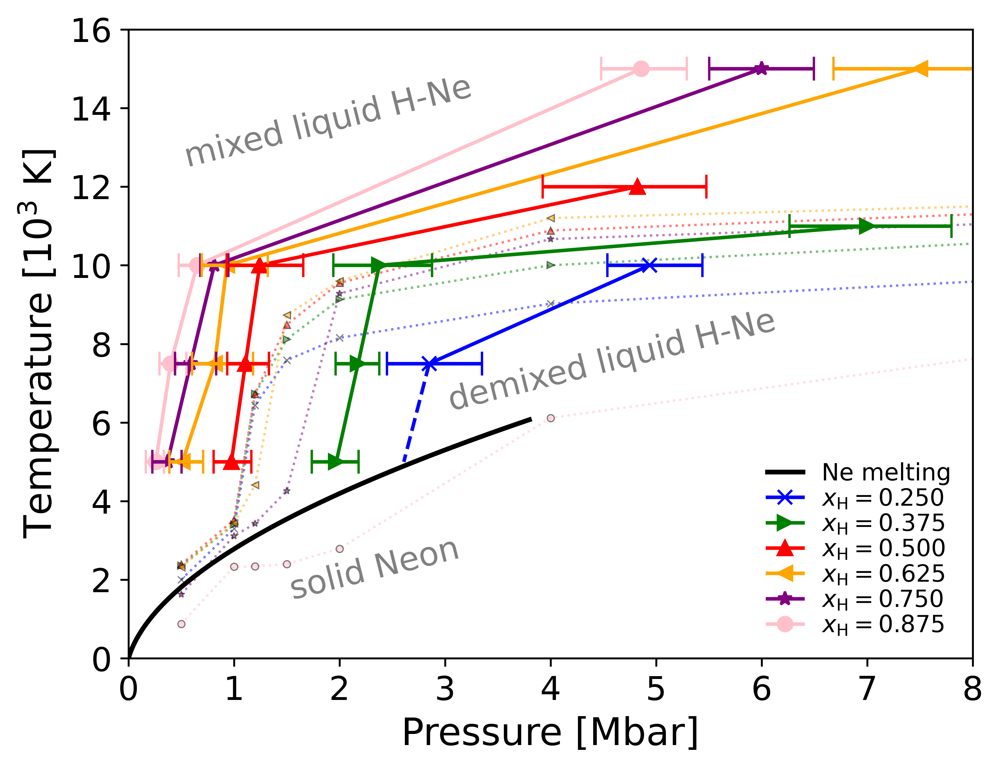 16
14
12
10
8
6
4
2
0
Temperature [10³ K]
mixed liquid H-Ne
demixed liquid H-Ne
solid Neon
Ne melting
x_H = 0.250
x_H = 0.375
x_H = 0.500
x_H = 0.625
x_H = 0.750
x_H = 0.875
0 1 2 3 4 5 6 7 8
Pressure [Mbar]